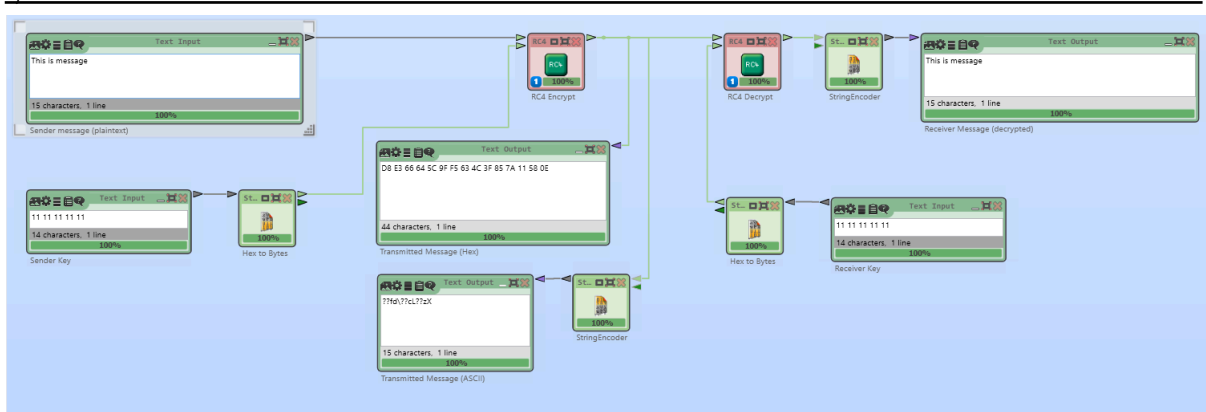 Text Input
This is message
15 characters, 1 line
100%
Sender message (plaintext)
RC4
RC4
1 100%
RC4 Encrypt
RC4
RC4
1 100%
RC4 Decrypt
St...
100%
StringEncoder
Text Output
This is message
15 characters, 1 line
100%
Receiver Message (decrypted)
Text Output
D8 E3 66 64 5C 9F F5 63 4C 3F 85 7A 11 58 0E
44 characters, 1 line
100%
Transmitted Message (Hex)
Text Input
11 11 11 11 11
14 characters, 1 line
100%
Sender Key
St...
100%
Hex to Bytes
St...
100%
Hex to Bytes
Text Input
11 11 11 11 11
14 characters, 1 line
100%
Receiver Key
Text Output
??fd\??cL??zX
15 characters, 1 line
100%
Transmitted Message (ASCII)
St...
100%
StringEncoder